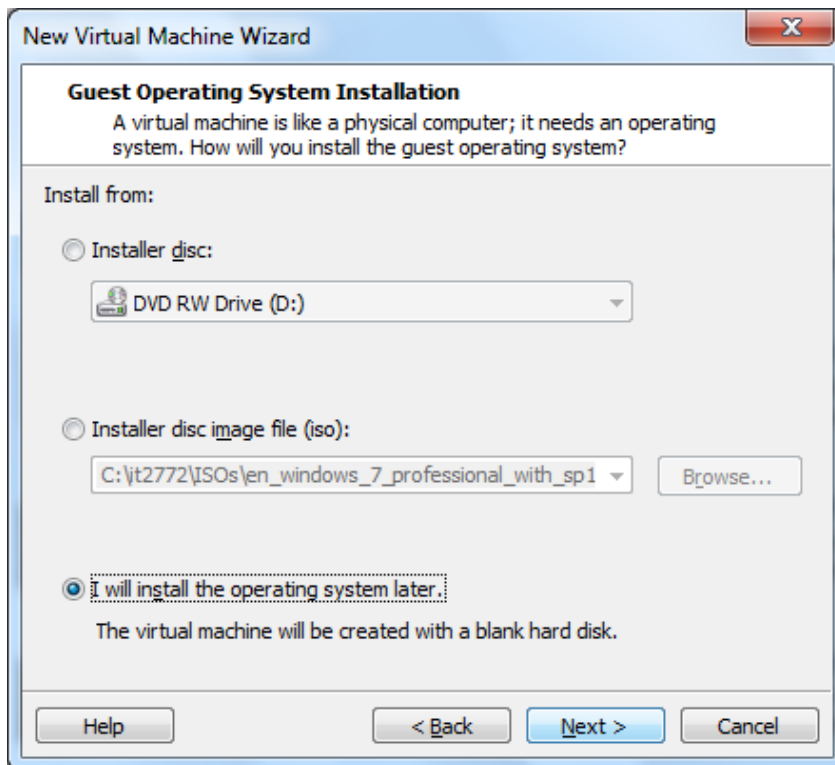 New Virtual Machine Wizard
Guest Operating System Installation
A virtual machine is like a physical computer; it needs an operating
system. How will you install the guest operating system?
Install from:
Installer disc:
DVD RW Drive (D:)
Installer disc image file (iso):
C:\it2772\ISOs\en_windows_7_professional_with_sp1
Browse...
I will install the operating system later.
The virtual machine will be created with a blank hard disk.
Help
< Back
Next >
Cancel